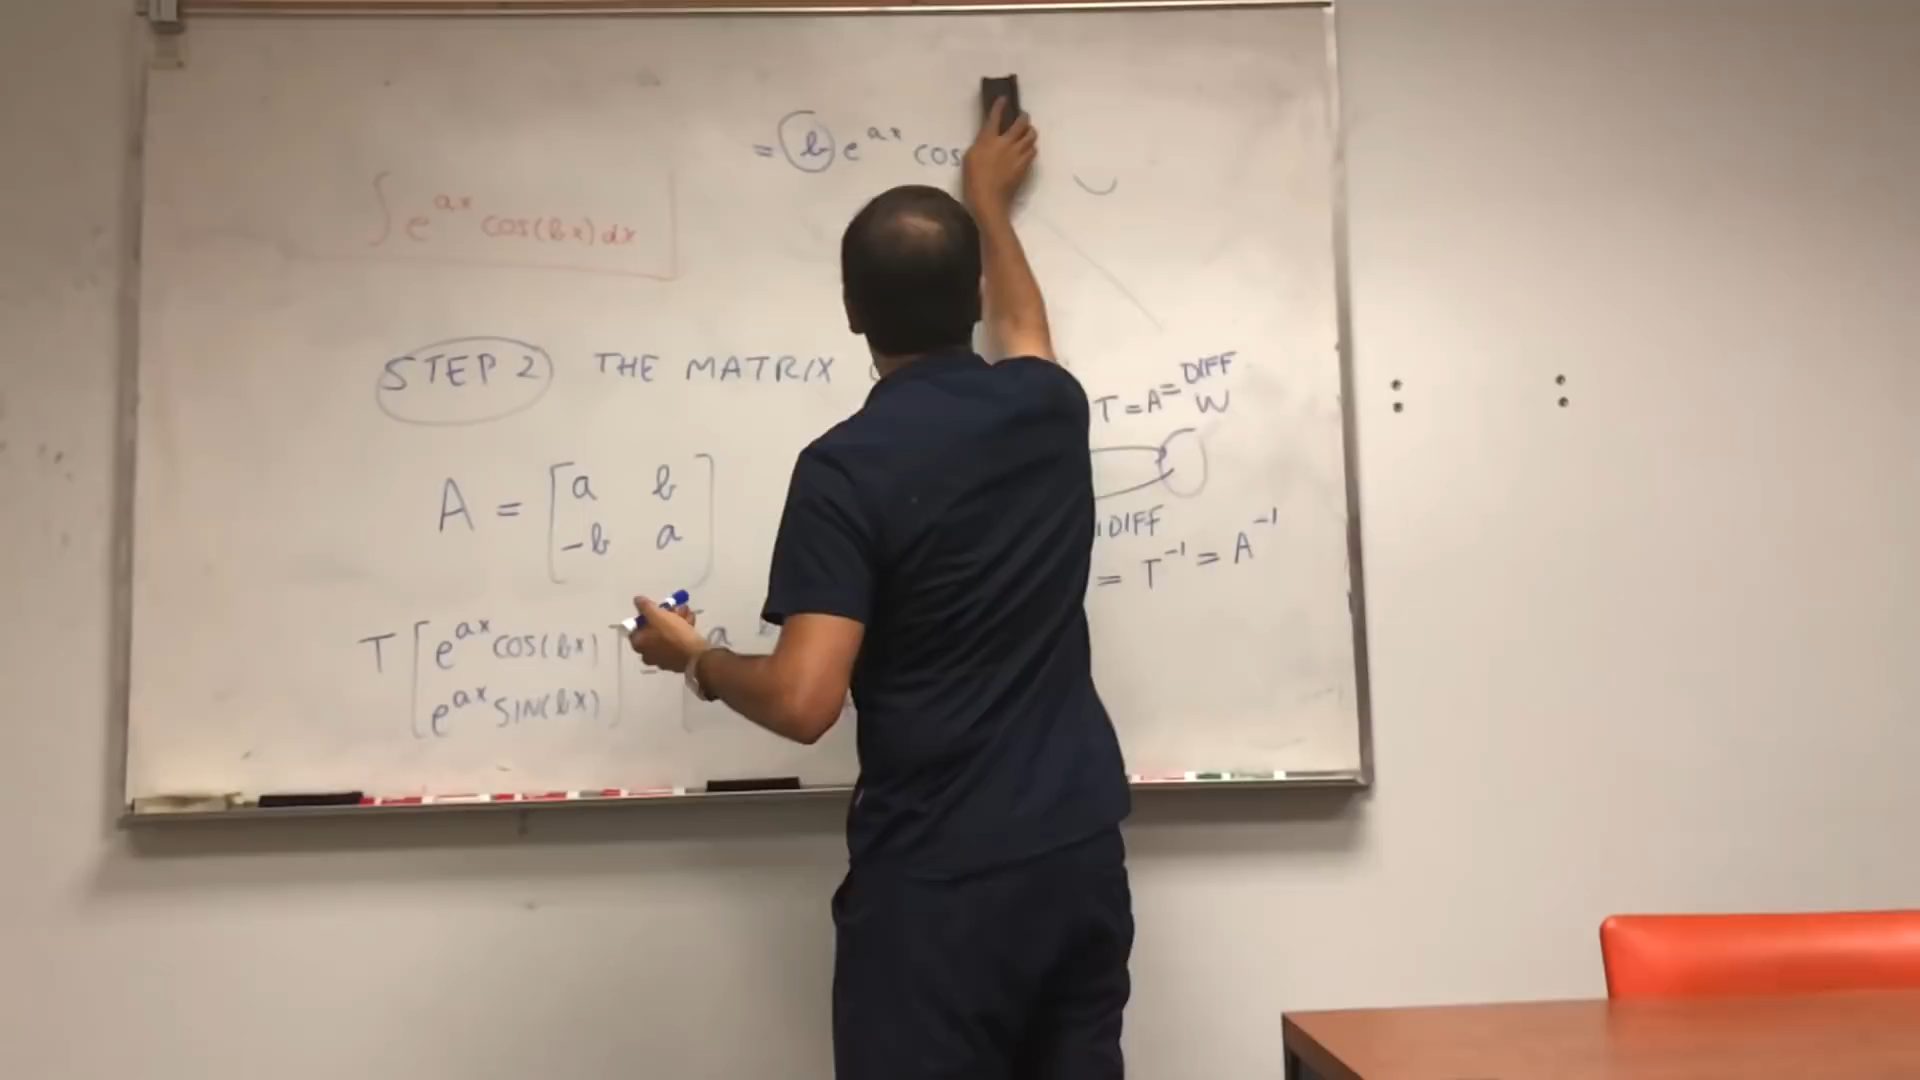 = b e^ax cos
∫ e^ax cos(bx) dx
STEP 2 THE MATRIX
T = A = DIFF
W
A = [a b
-b a]
1DIFF
= T^-1 = A^-1
T [e^ax cos(bx)
e^ax SIN(bx)] = [a